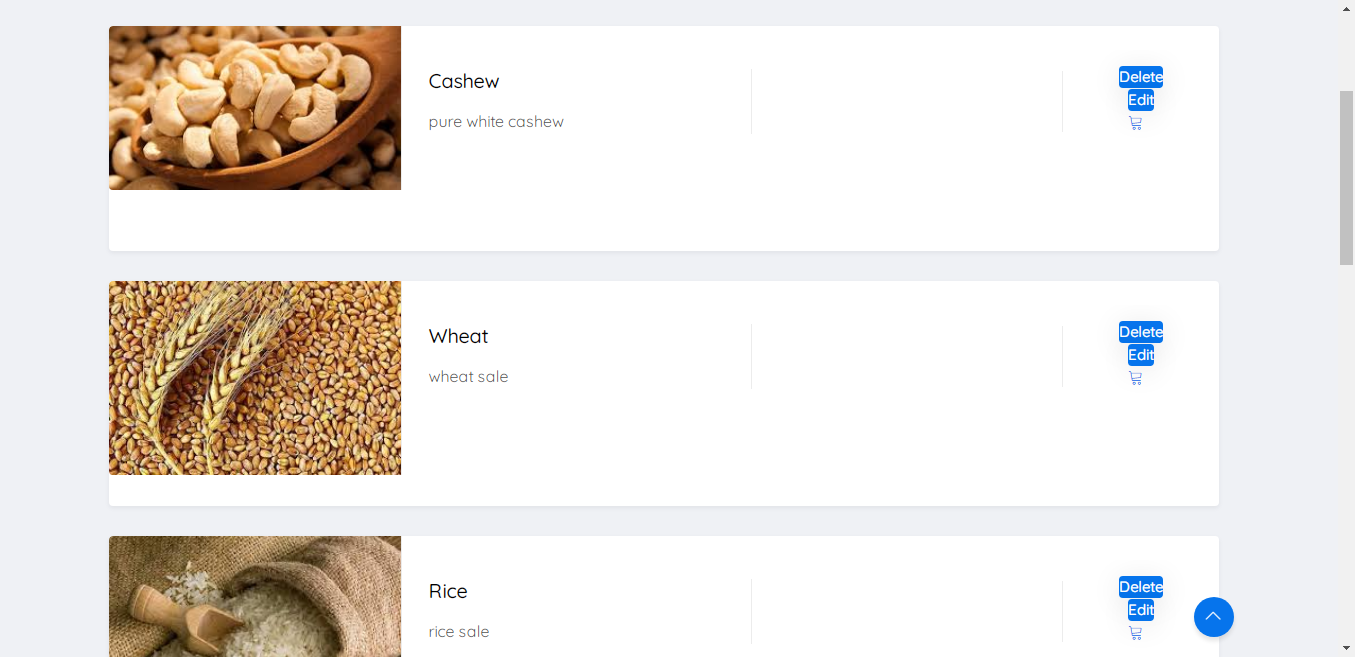 Cashew
pure white cashew
Delete
Edit
Wheat
wheat sale
Delete
Edit
Rice
rice sale
Delete
Edit